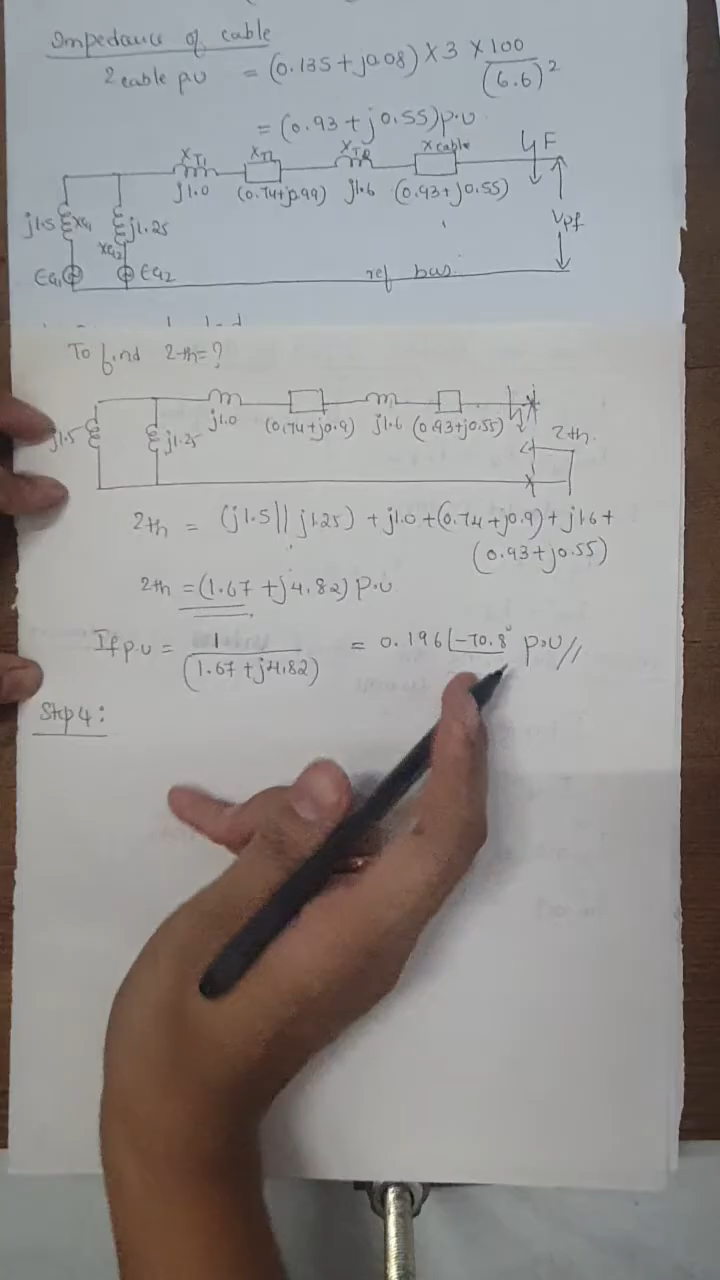 Impedance of cable
Zcable pu = (0.135+j0.08) × 3 × 100 / (6.6)²
= (0.93+j0.55)p.u
XT1 XTL XT2 Xcable F
j1.0 (0.74+j0.99) j1.6 (0.93+j0.55)
j1.5 XG1 j1.25 XG2 Vpf
EG1 EG2 ref bus
To find Zth=?
j1.5 j1.25 j1.0 (0.74+j0.9) j1.6 (0.93+j0.55) Zth.
Zth = (j1.5||j1.25) + j1.0 + (0.74+j0.9) + j1.6 +
(0.93+j0.55)
Zth = (1.67+j4.82) P.U
If p.u = 1 / (1.67+j4.82) = 0.196 ∠-70.8° p.u //
Step 4: